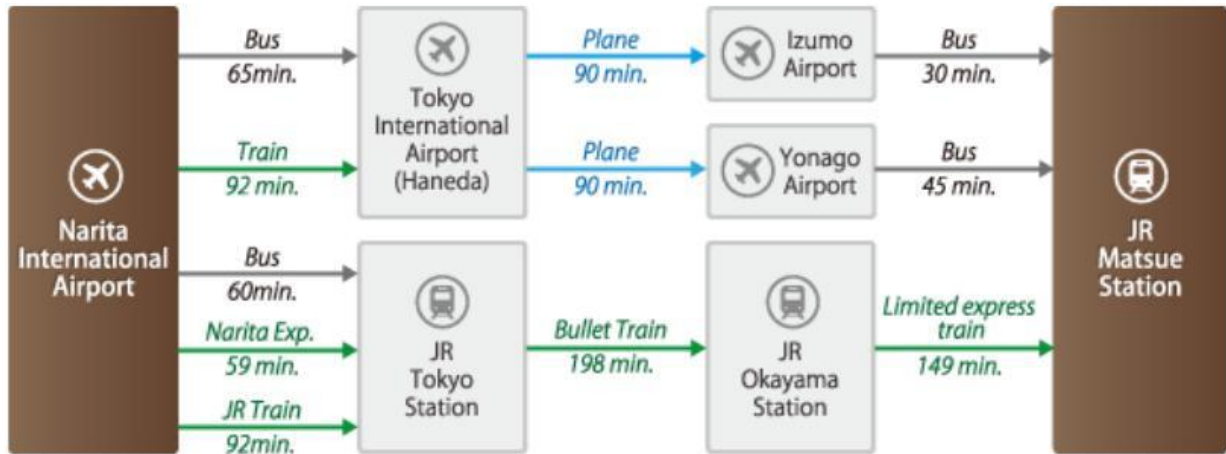 Narita
International
Airport
Bus
65min.
Train
92 min.
Tokyo
International
Airport
(Haneda)
Plane
90 min.
Izumo
Airport
Bus
30 min.
Plane
90 min.
Yonago
Airport
Bus
45 min.
Bus
60min.
Narita Exp.
59 min.
JR Train
92min.
JR
Tokyo
Station
Bullet Train
198 min.
JR
Okayama
Station
Limited express
train
149 min.
JR
Matsue
Station